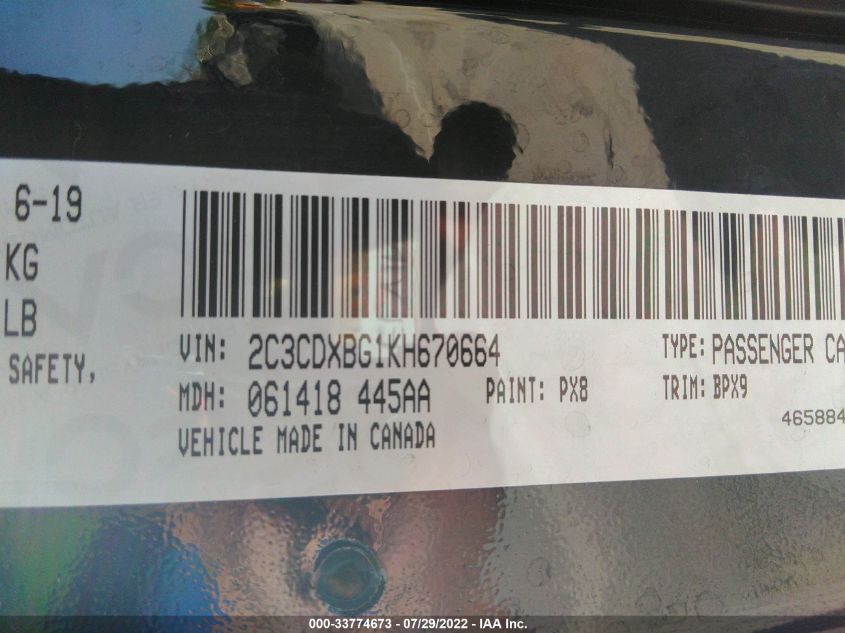 6-19
KG
LB
SAFETY,
VIN: 2C3CDXBG1KH670664 TYPE: PASSENGER CA
MDH: 061418 445AA PAINT: PX8 TRIM: BPX9
VEHICLE MADE IN CANADA 465884
000-33774673 - 07/29/2022 - IAA Inc.